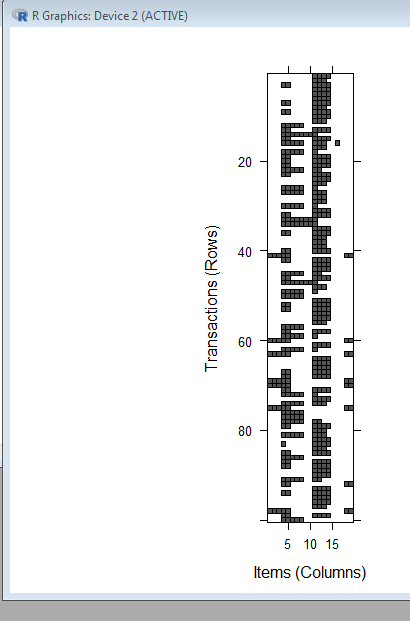 R Graphics: Device 2 (ACTIVE)
20
40
60
80
Transactions (Rows)
5 10 15
Items (Columns)